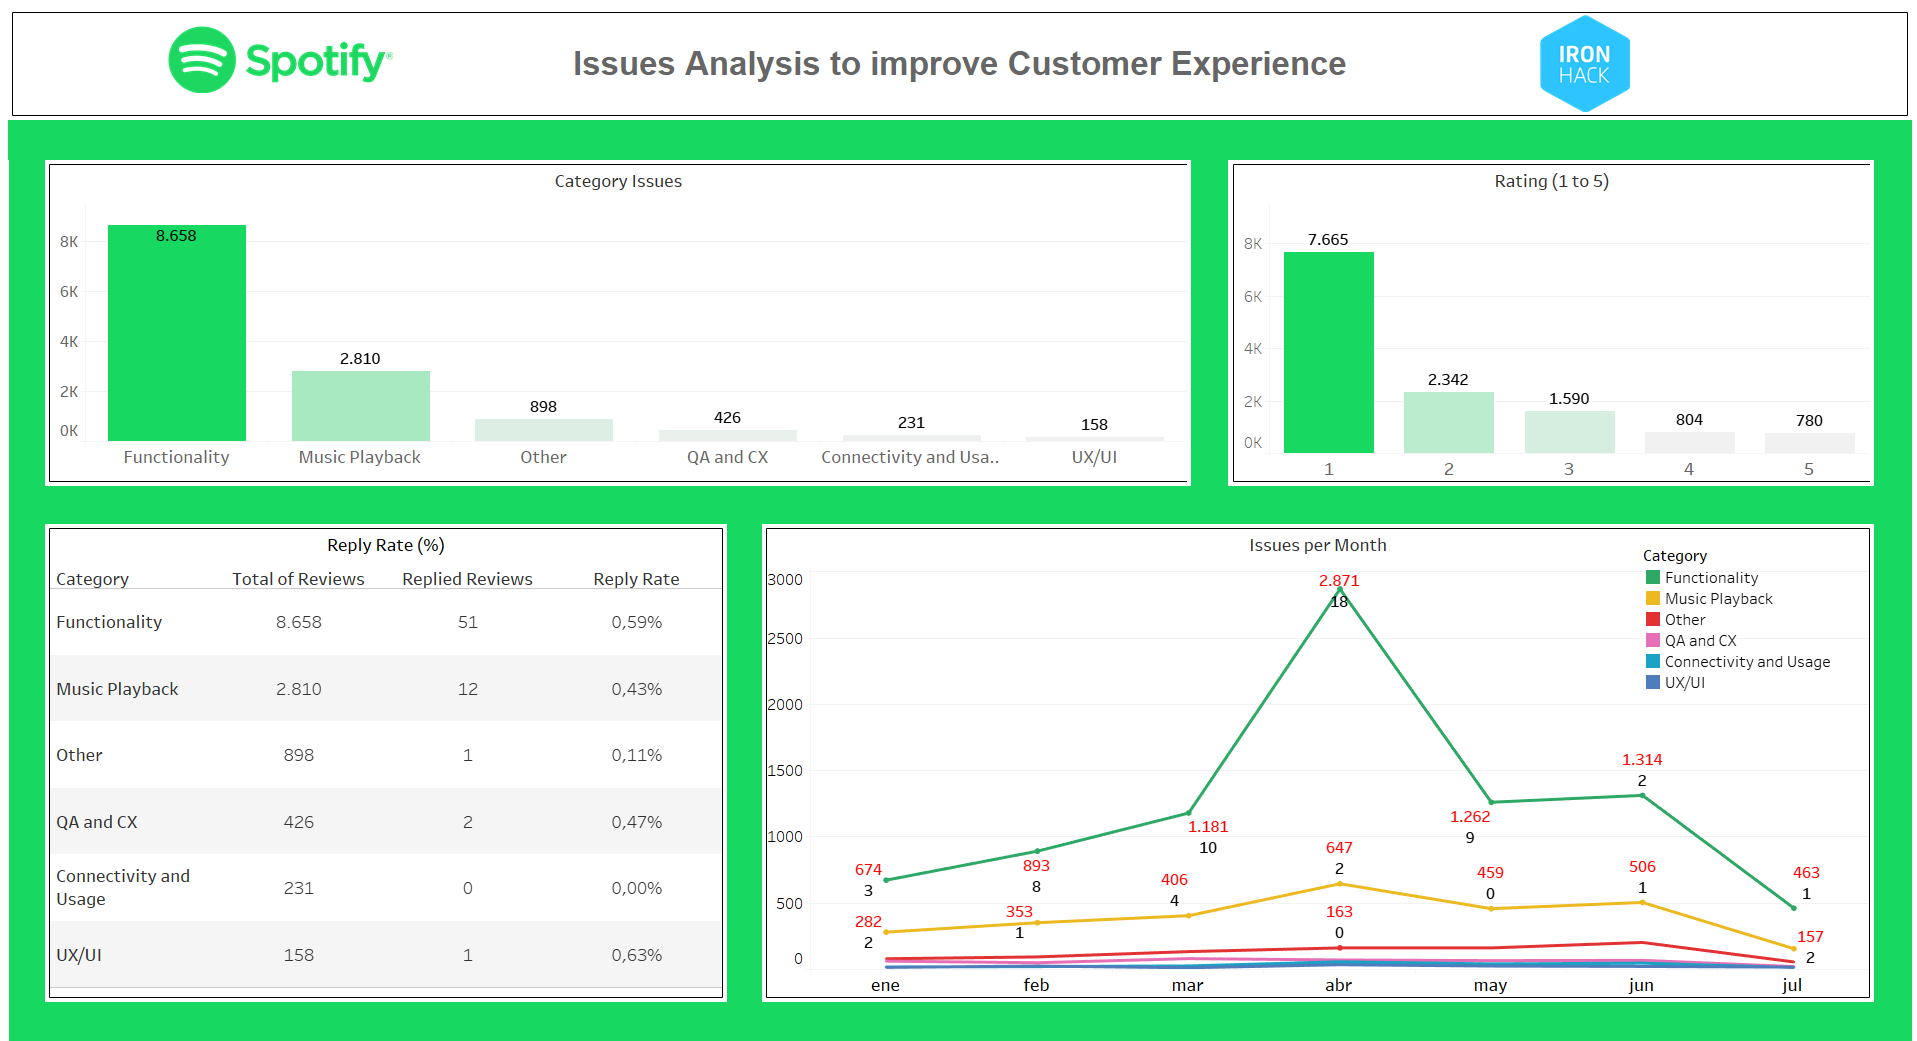 Spotify®
Issues Analysis to improve Customer Experience
IRON
HACK
Category Issues
8K
6K
4K
2K
0K
8.658
2.810
898
426
231
158
Functionality
Music Playback
Other
QA and CX
Connectivity and Usa..
UX/UI
Rating (1 to 5)
8K
6K
4K
2K
0K
7.665
2.342
1.590
804
780
1
2
3
4
5
Reply Rate (%)
Category Total of Reviews Replied Reviews Reply Rate
Functionality 8.658 51 0,59%
Music Playback 2.810 12 0,43%
Other 898 1 0,11%
QA and CX 426 2 0,47%
Connectivity and
Usage 231 0 0,00%
UX/UI 158 1 0,63%
Issues per Month
Category
Functionality
Music Playback
Other
QA and CX
Connectivity and Usage
UX/UI
3000
2500
2000
1500
1000
500
0
674
3
893
8
1.181
10
2.871
18
1.262
9
1.314
2
463
1
282
2
353
1
406
4
647
2
459
0
506
1
157
2
163
0
ene
feb
mar
abr
may
jun
jul